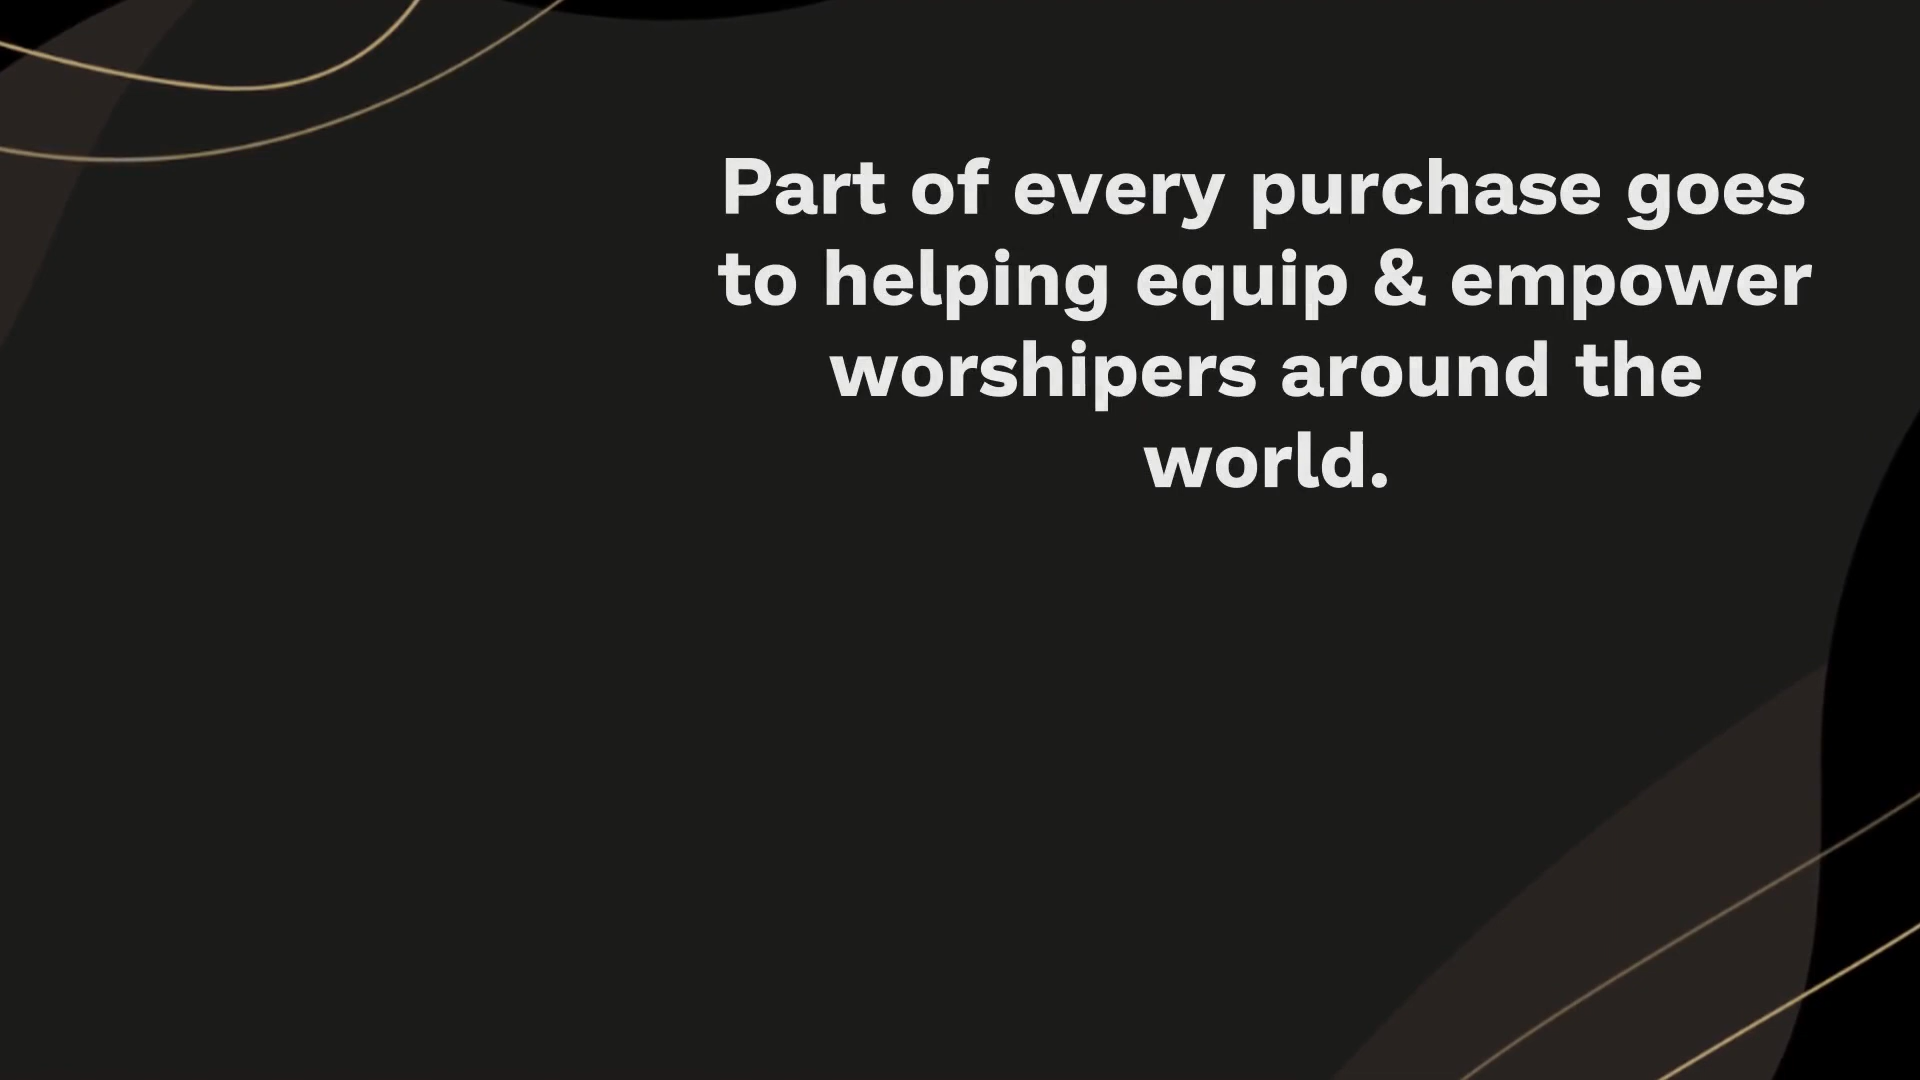 Part of every purchase goes
to helping equip & empower
worshipers around the
world.